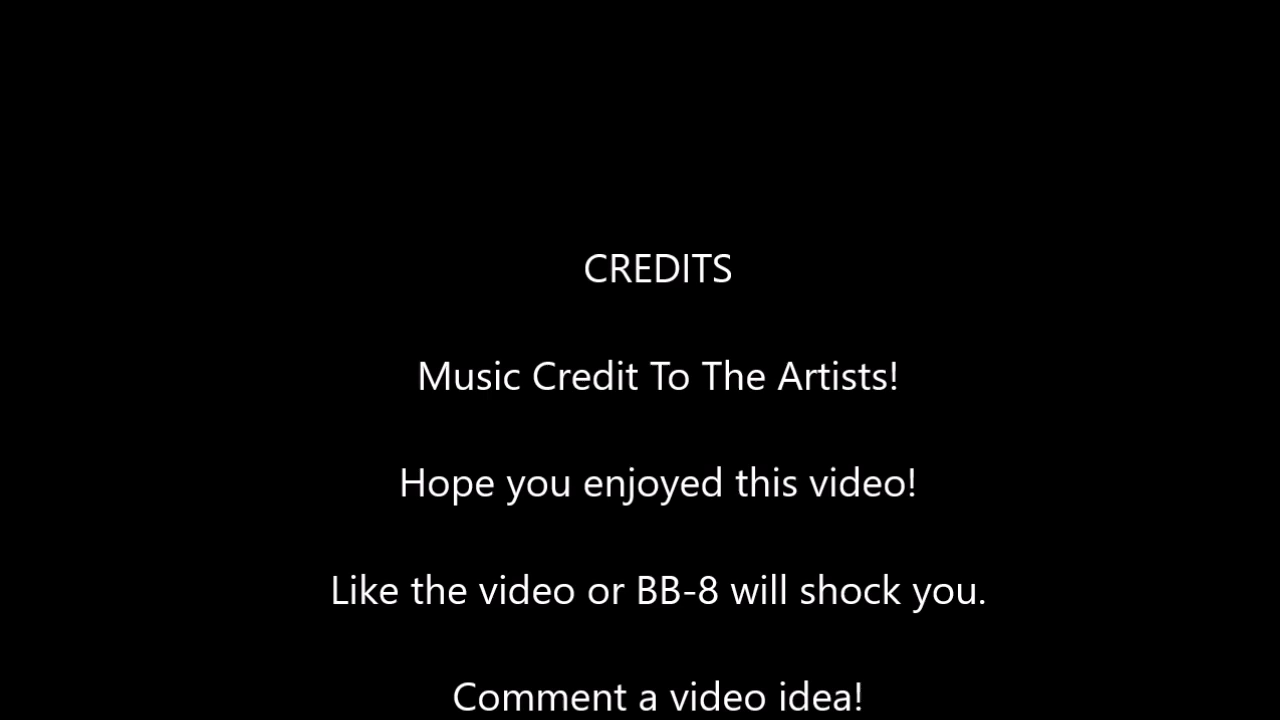 CREDITS
Music Credit To The Artists!
Hope you enjoyed this video!
Like the video or BB-8 will shock you.
Comment a video idea!